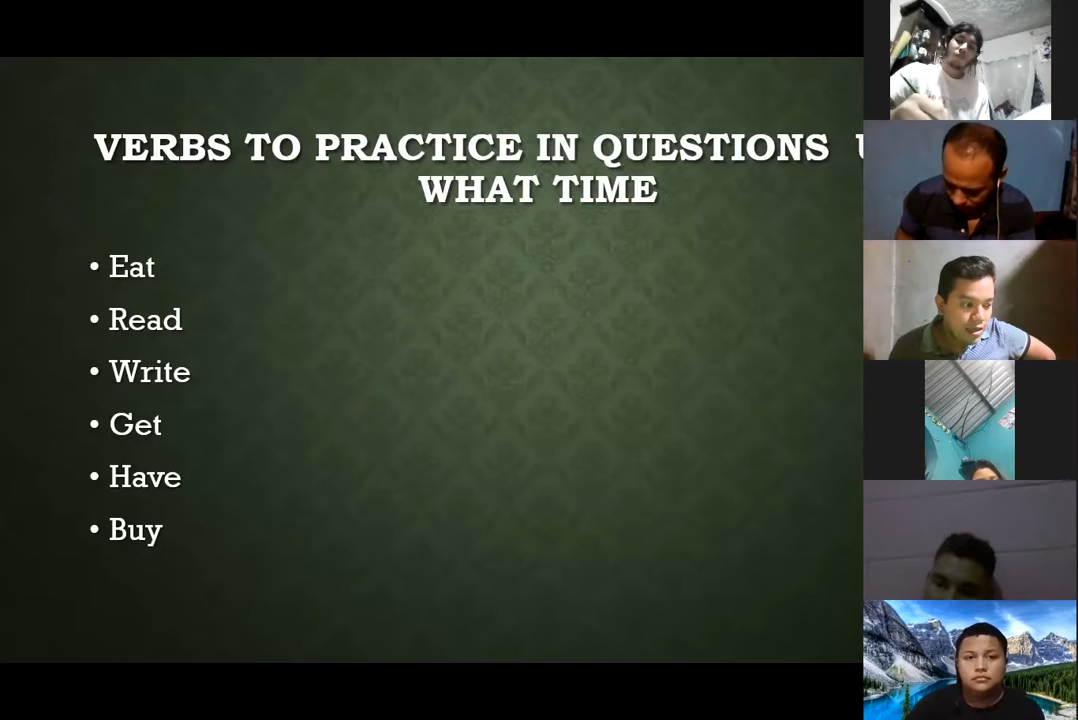 VERBS TO PRACTICE IN QUESTIONS
WHAT TIME
• Eat
• Read
• Write
• Get
• Have
• Buy